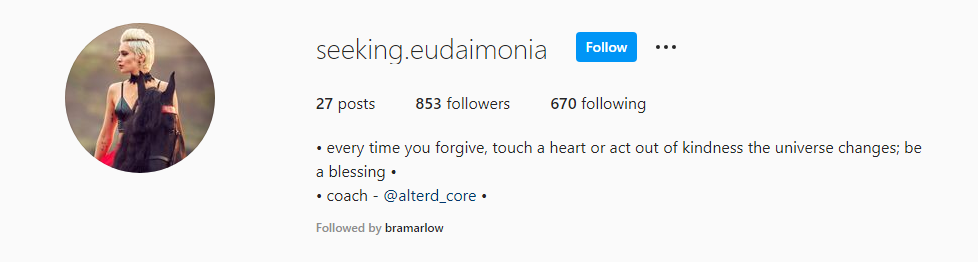 seeking.eudaimonia Follow
27 posts 853 followers 670 following
• every time you forgive, touch a heart or act out of kindness the universe changes; be
a blessing •
• coach - @alterd_core •
Followed by bramarlow